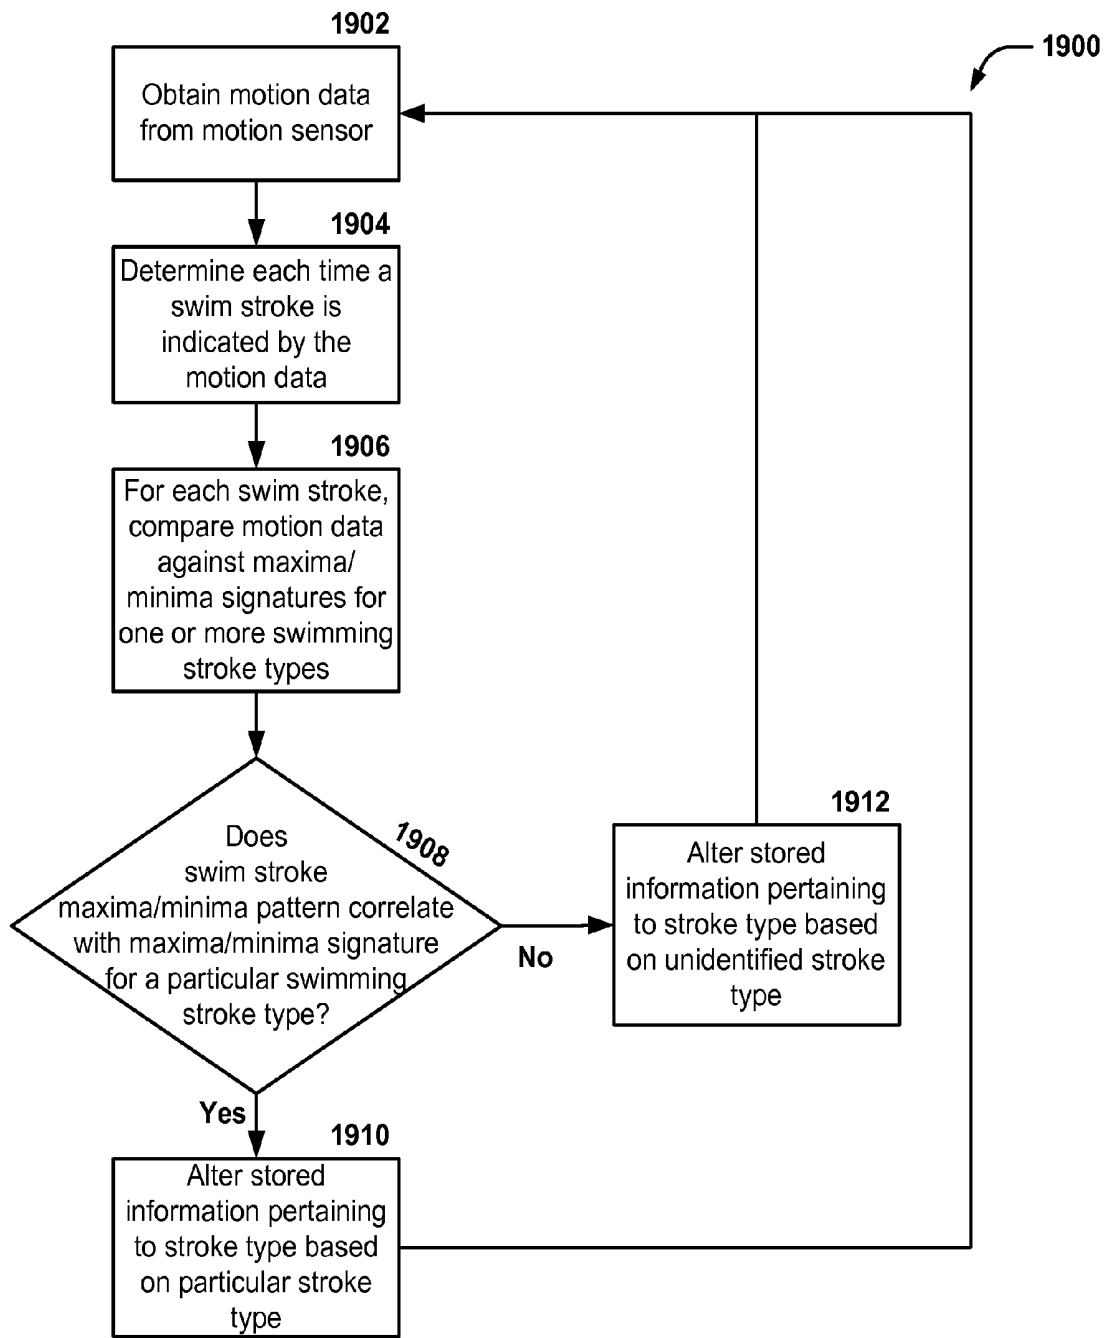 1902
1900
Obtain motion data
from motion sensor
1904
Determine each time a
swim stroke is
indicated by the
motion data
1906
For each swim stroke,
compare motion data
against maxima/
minima signatures for
one or more swimming
stroke types
1908
Does
swim stroke
maxima/minima pattern correlate
with maxima/minima signature
for a particular swimming
stroke type?
No
1912
Alter stored
information pertaining
to stroke type based
on unidentified stroke
type
Yes
1910
Alter stored
information pertaining
to stroke type based
on particular stroke
type